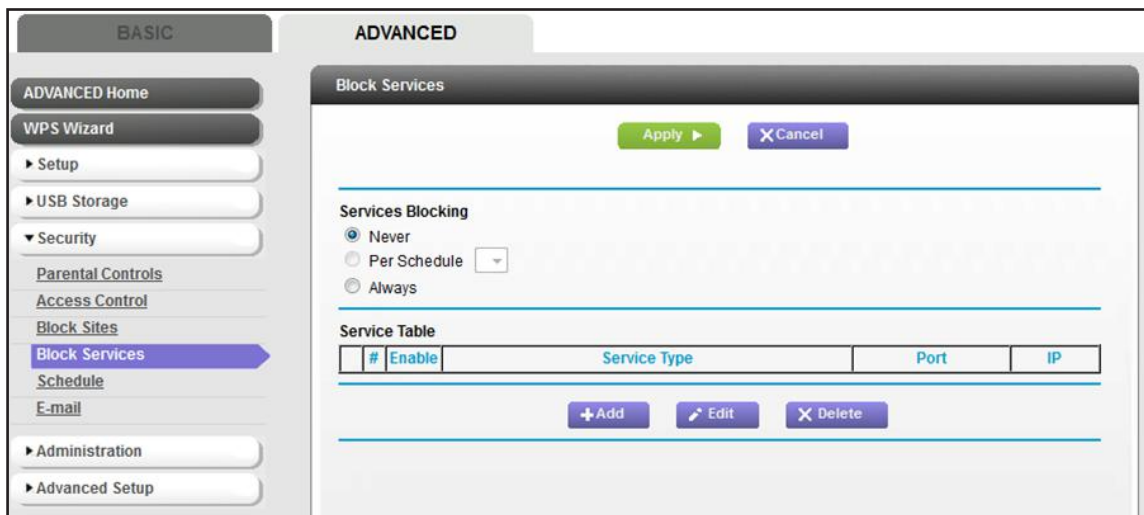 BASIC
ADVANCED
ADVANCED Home
WPS Wizard
Setup
USB Storage
Security
Parental Controls
Access Control
Block Sites
Block Services
Schedule
E-mail
Administration
Advanced Setup
Block Services
Apply
Cancel
Services Blocking
Never
Per Schedule
Always
Service Table
# Enable Service Type Port IP
Add Edit Delete